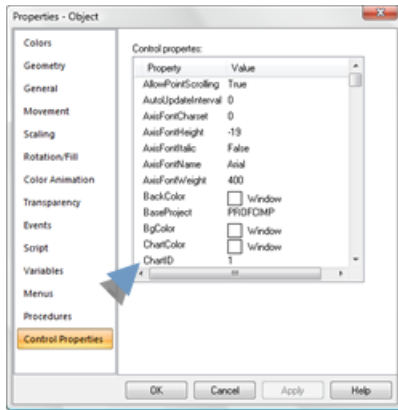 Properties - Object
Colors
Geometry
General
Movement
Scaling
Rotation/Fill
Color Animation
Transparency
Events
Script
Variables
Menus
Procedures
Control Properties
Control propertes:
Property Value
AllowPointScrolling True
AutoUpdateInterval 0
AxisFontCharset 0
AxisFontHeight -19
AxisFontItalic False
AxisFontName Arial
AxisFontWeight 400
BackColor Window
BaseProject PROFCIMP
BgColor Window
ChartColor Window
ChartID 1
OK Cancel Apply Help